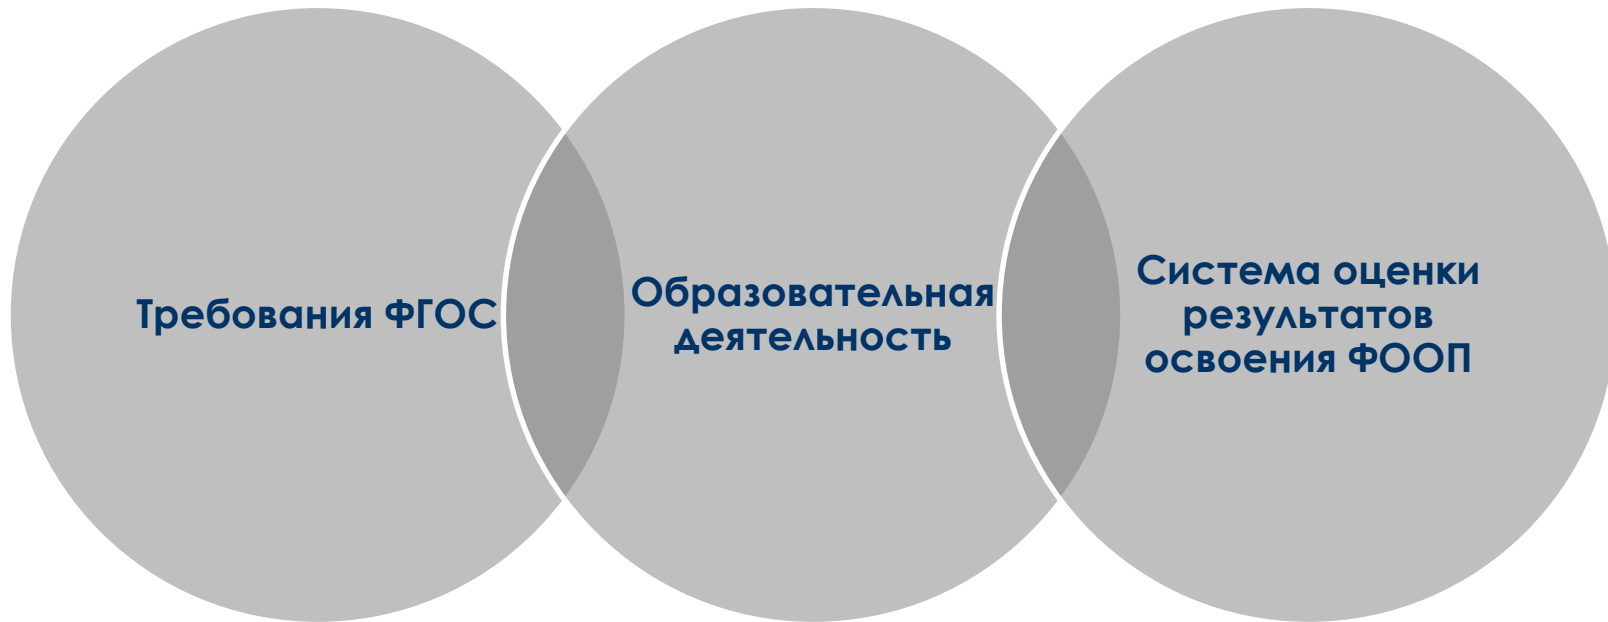 Требования ФГОС
Образовательная
деятельность
Система оценки
результатов
освоения ФООП